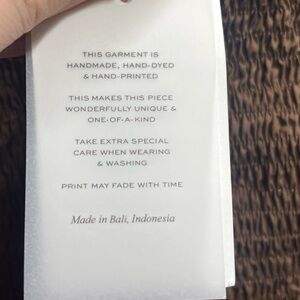 THIS GARMENT IS
HANDMADE, HAND-DYED
& HAND-PRINTED
THIS MAKES THIS PIECE
WONDERFULLY UNIQUE &
ONE-OF-A-KIND
TAKE EXTRA SPECIAL
CARE WHEN WEARING
& WASHING
PRINT MAY FADE WITH TIME
Made in Bali, Indonesia